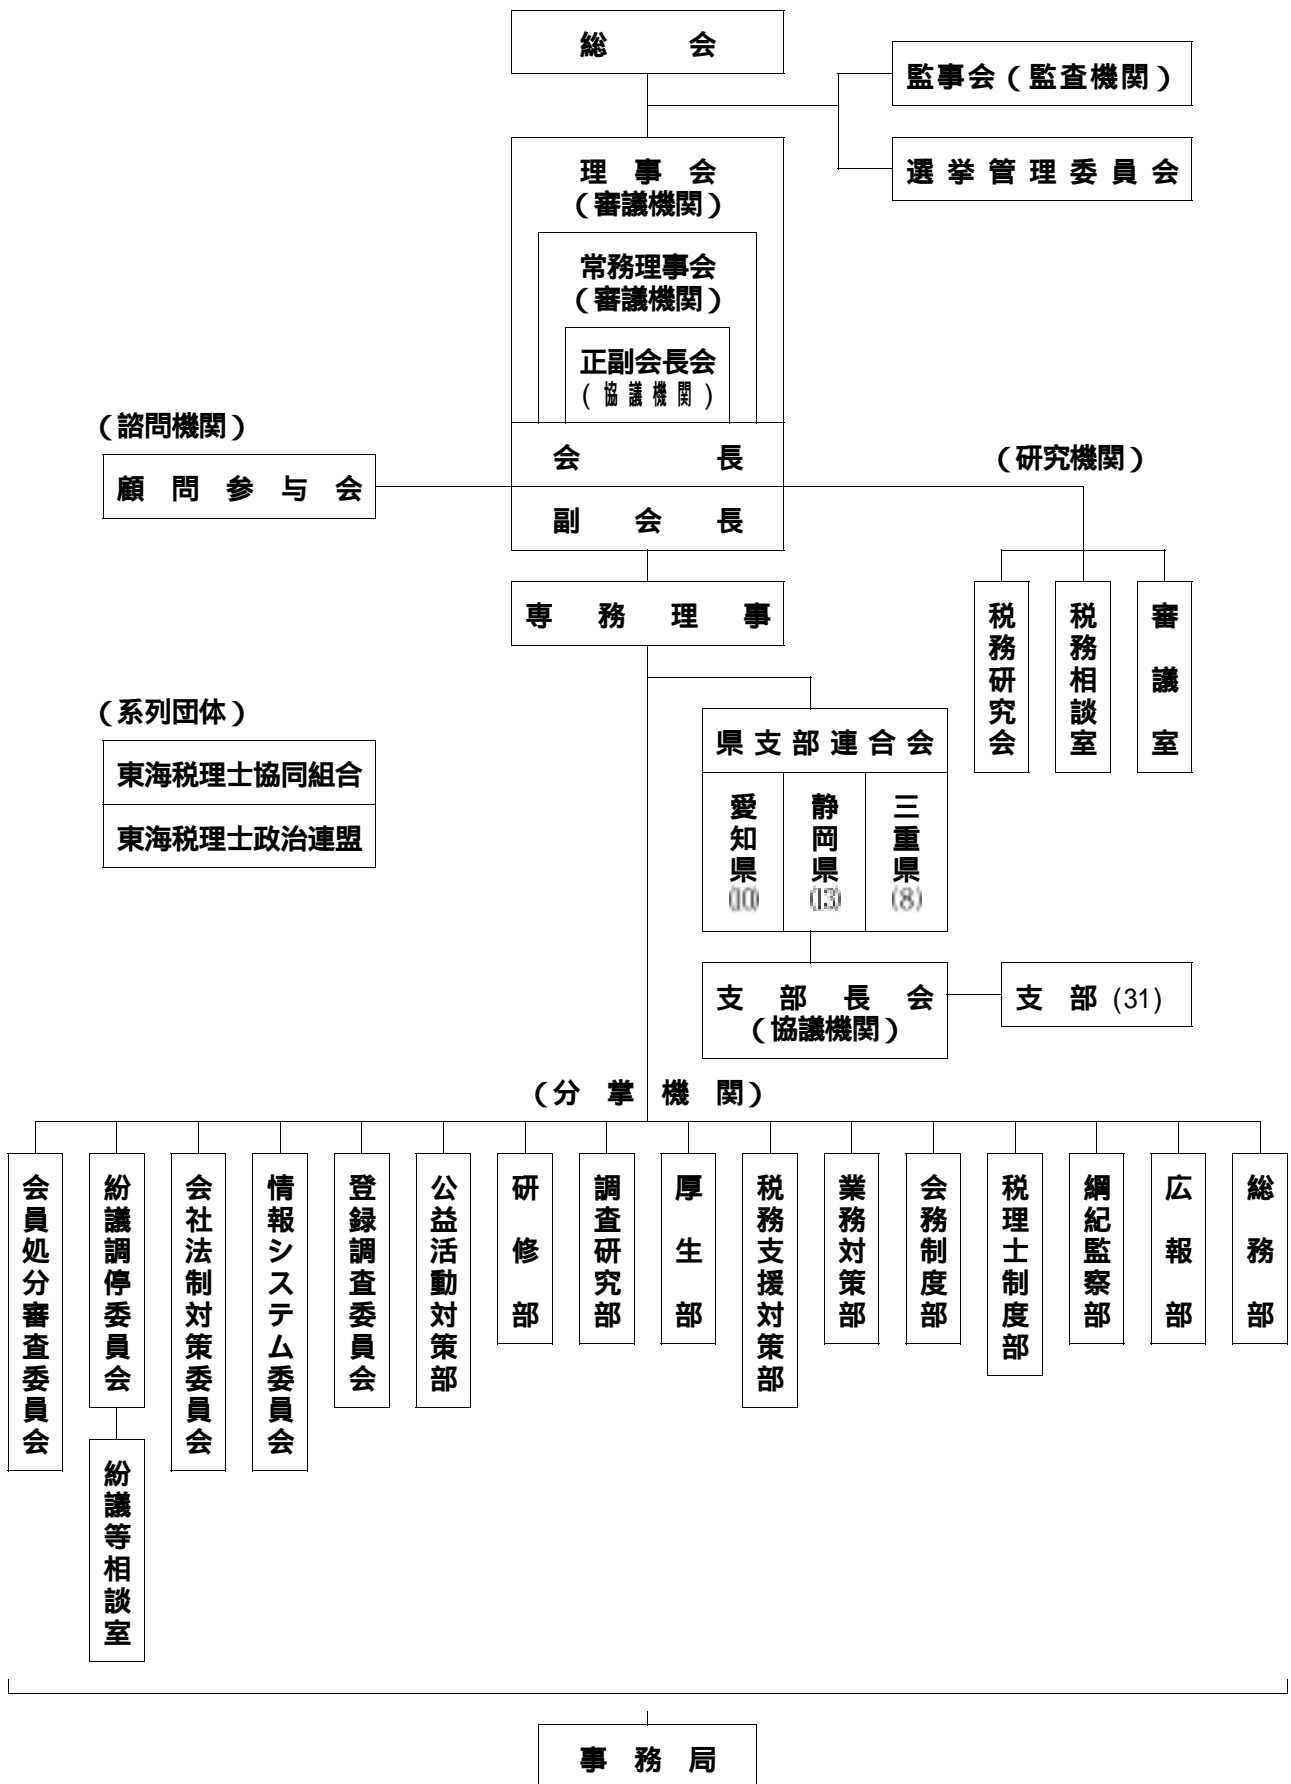 総会
監事会（監査機関）
選挙管理委員会
理事会
（審議機関）
常務理事会
（審議機関）
正副会長会
（協議機関）
会長
副会長
（諮問機関）
顧問参与会
（研究機関）
審議室
税務相談室
税務研究会
専務理事
（系列団体）
東海税理士協同組合
東海税理士政治連盟
県支部連合会
愛知県
(10)
静岡県
(13)
三重県
(8)
支部長会
（協議機関）
支部(31)
（分掌機関）
総務部
広報部
綱紀監察部
税理士制度部
会務制度部
業務対策部
税務支援対策部
厚生部
調査研究部
研修部
公益活動対策部
登録調査委員会
情報システム委員会
会社法制対策委員会
紛議調停委員会
会員処分審査委員会
紛議等相談室
事務局